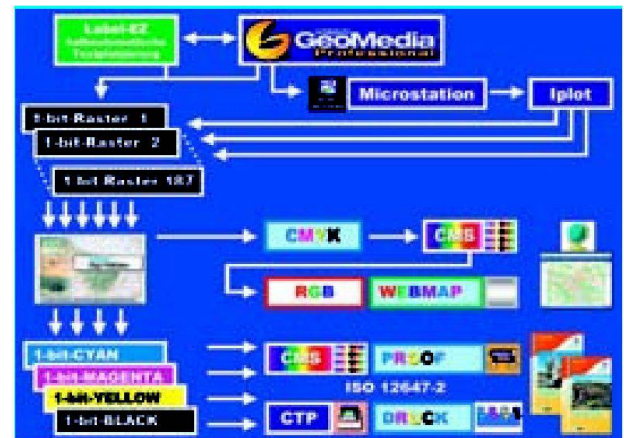 Label-EZ
GeoMedia
Professional
Microstation
Iplot
1-bit-Raster 1
1-bit-Raster 2
1-bit-Raster 187
CMYK
CMS
RGB
WEBMAP
1-bit-CYAN
1-bit-MAGENTA
1-bit-YELLOW
1-bit-BLACK
CMS
PROOF
ISO 12647-2
CTP
DRUCK